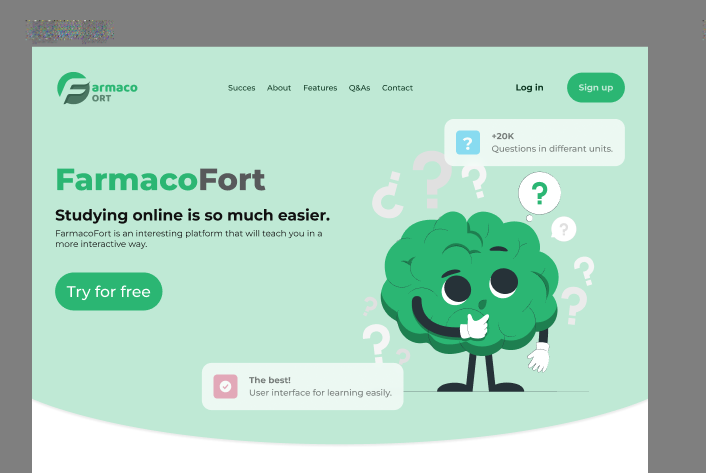 armaco
ORT
Succes About Features Q&As Contact
Log in
Sign up
+20K
Questions in differant units.
FarmacoFort
Studying online is so much easier.
FarmacoFort is an interesting platform that will teach you in a
more interactive way.
Try for free
The best!
User interface for learning easily.